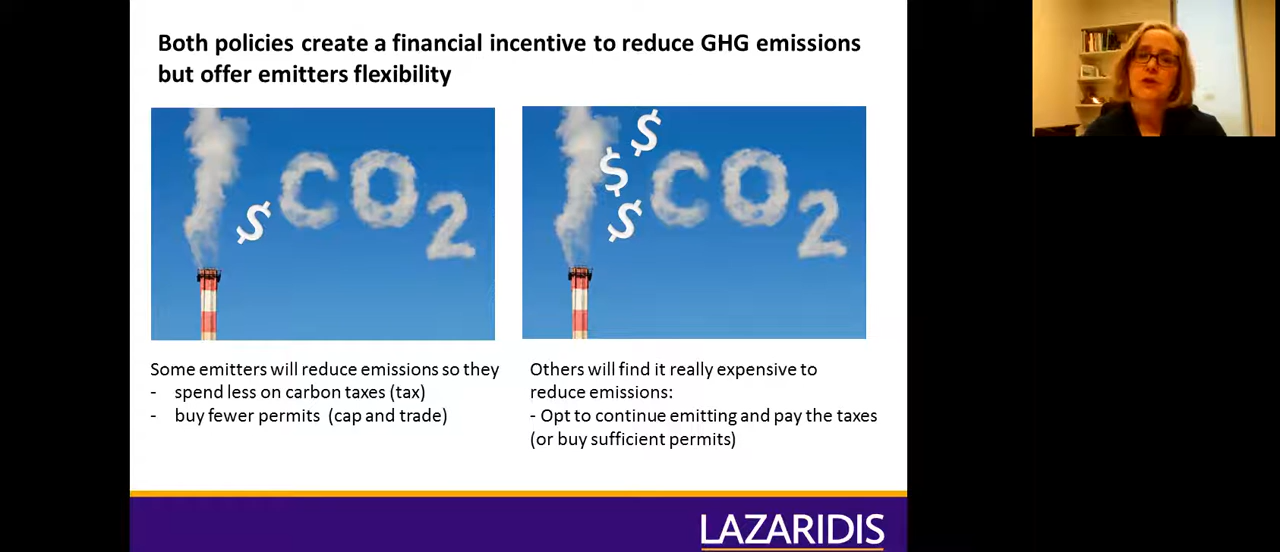 Both policies create a financial incentive to reduce GHG emissions
but offer emitters flexibility
$ CO2
$ $ $ CO2
Some emitters will reduce emissions so they
- spend less on carbon taxes (tax)
- buy fewer permits (cap and trade)
Others will find it really expensive to
reduce emissions:
- Opt to continue emitting and pay the taxes
(or buy sufficient permits)
LAZARIDIS